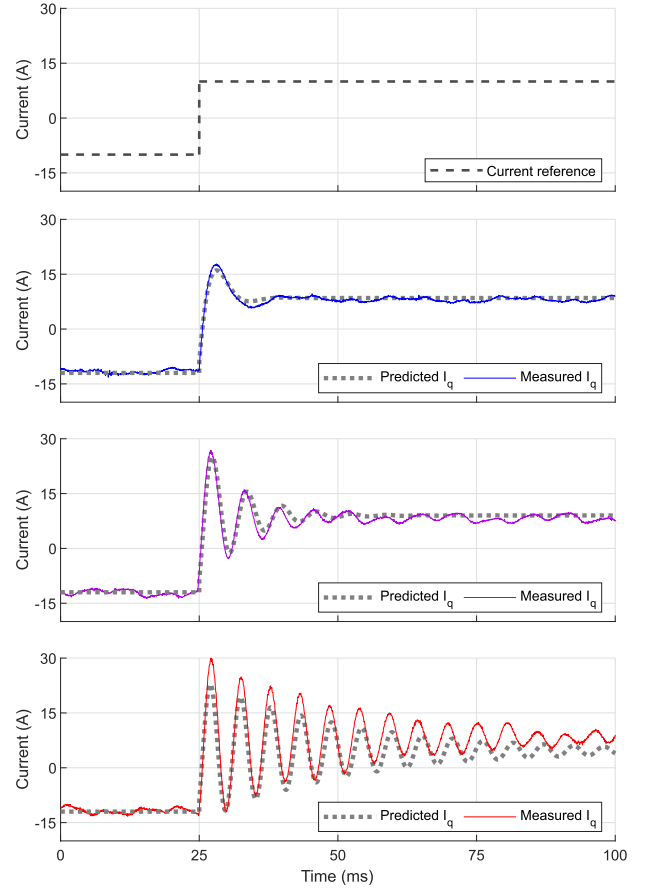 30
15
0
-15
Current (A)
Current reference
30
15
0
-15
Current (A)
Predicted I_q Measured I_q
30
15
0
-15
Current (A)
Predicted I_q Measured I_q
30
15
0
-15
Current (A)
Predicted I_q Measured I_q
0 25 50 75 100
Time (ms)